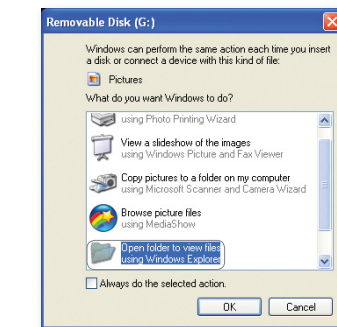 Removable Disk (G:)
Windows can perform the same action each time you insert
a disk or connect a device with this kind of file:
Pictures
What do you want Windows to do?
using Photo Printing Wizard
View a slideshow of the images
using Windows Picture and Fax Viewer
Copy pictures to a folder on my computer
using Microsoft Scanner and Camera Wizard
Browse picture files
using MediaShow
Open folder to view files
using Windows Explorer
Always do the selected action.
OK
Cancel